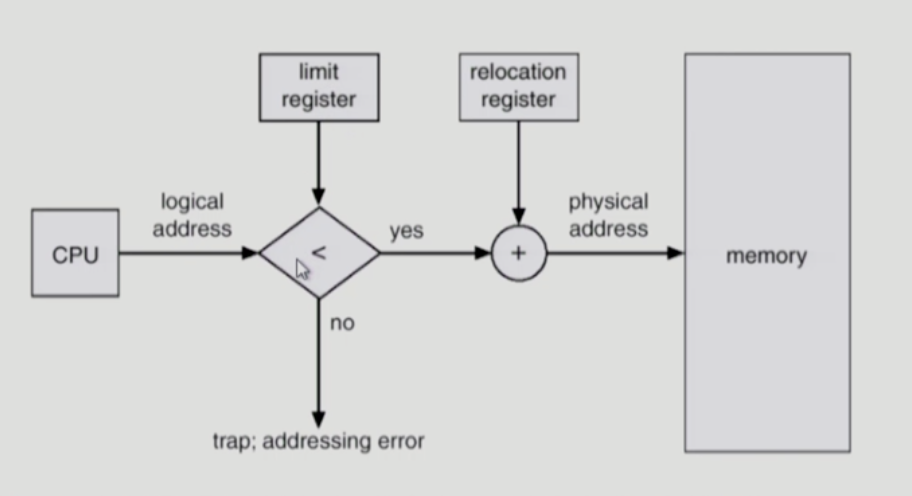 limit
register
relocation
register
logical
address
physical
address
CPU
<
yes
+
memory
no
trap; addressing error